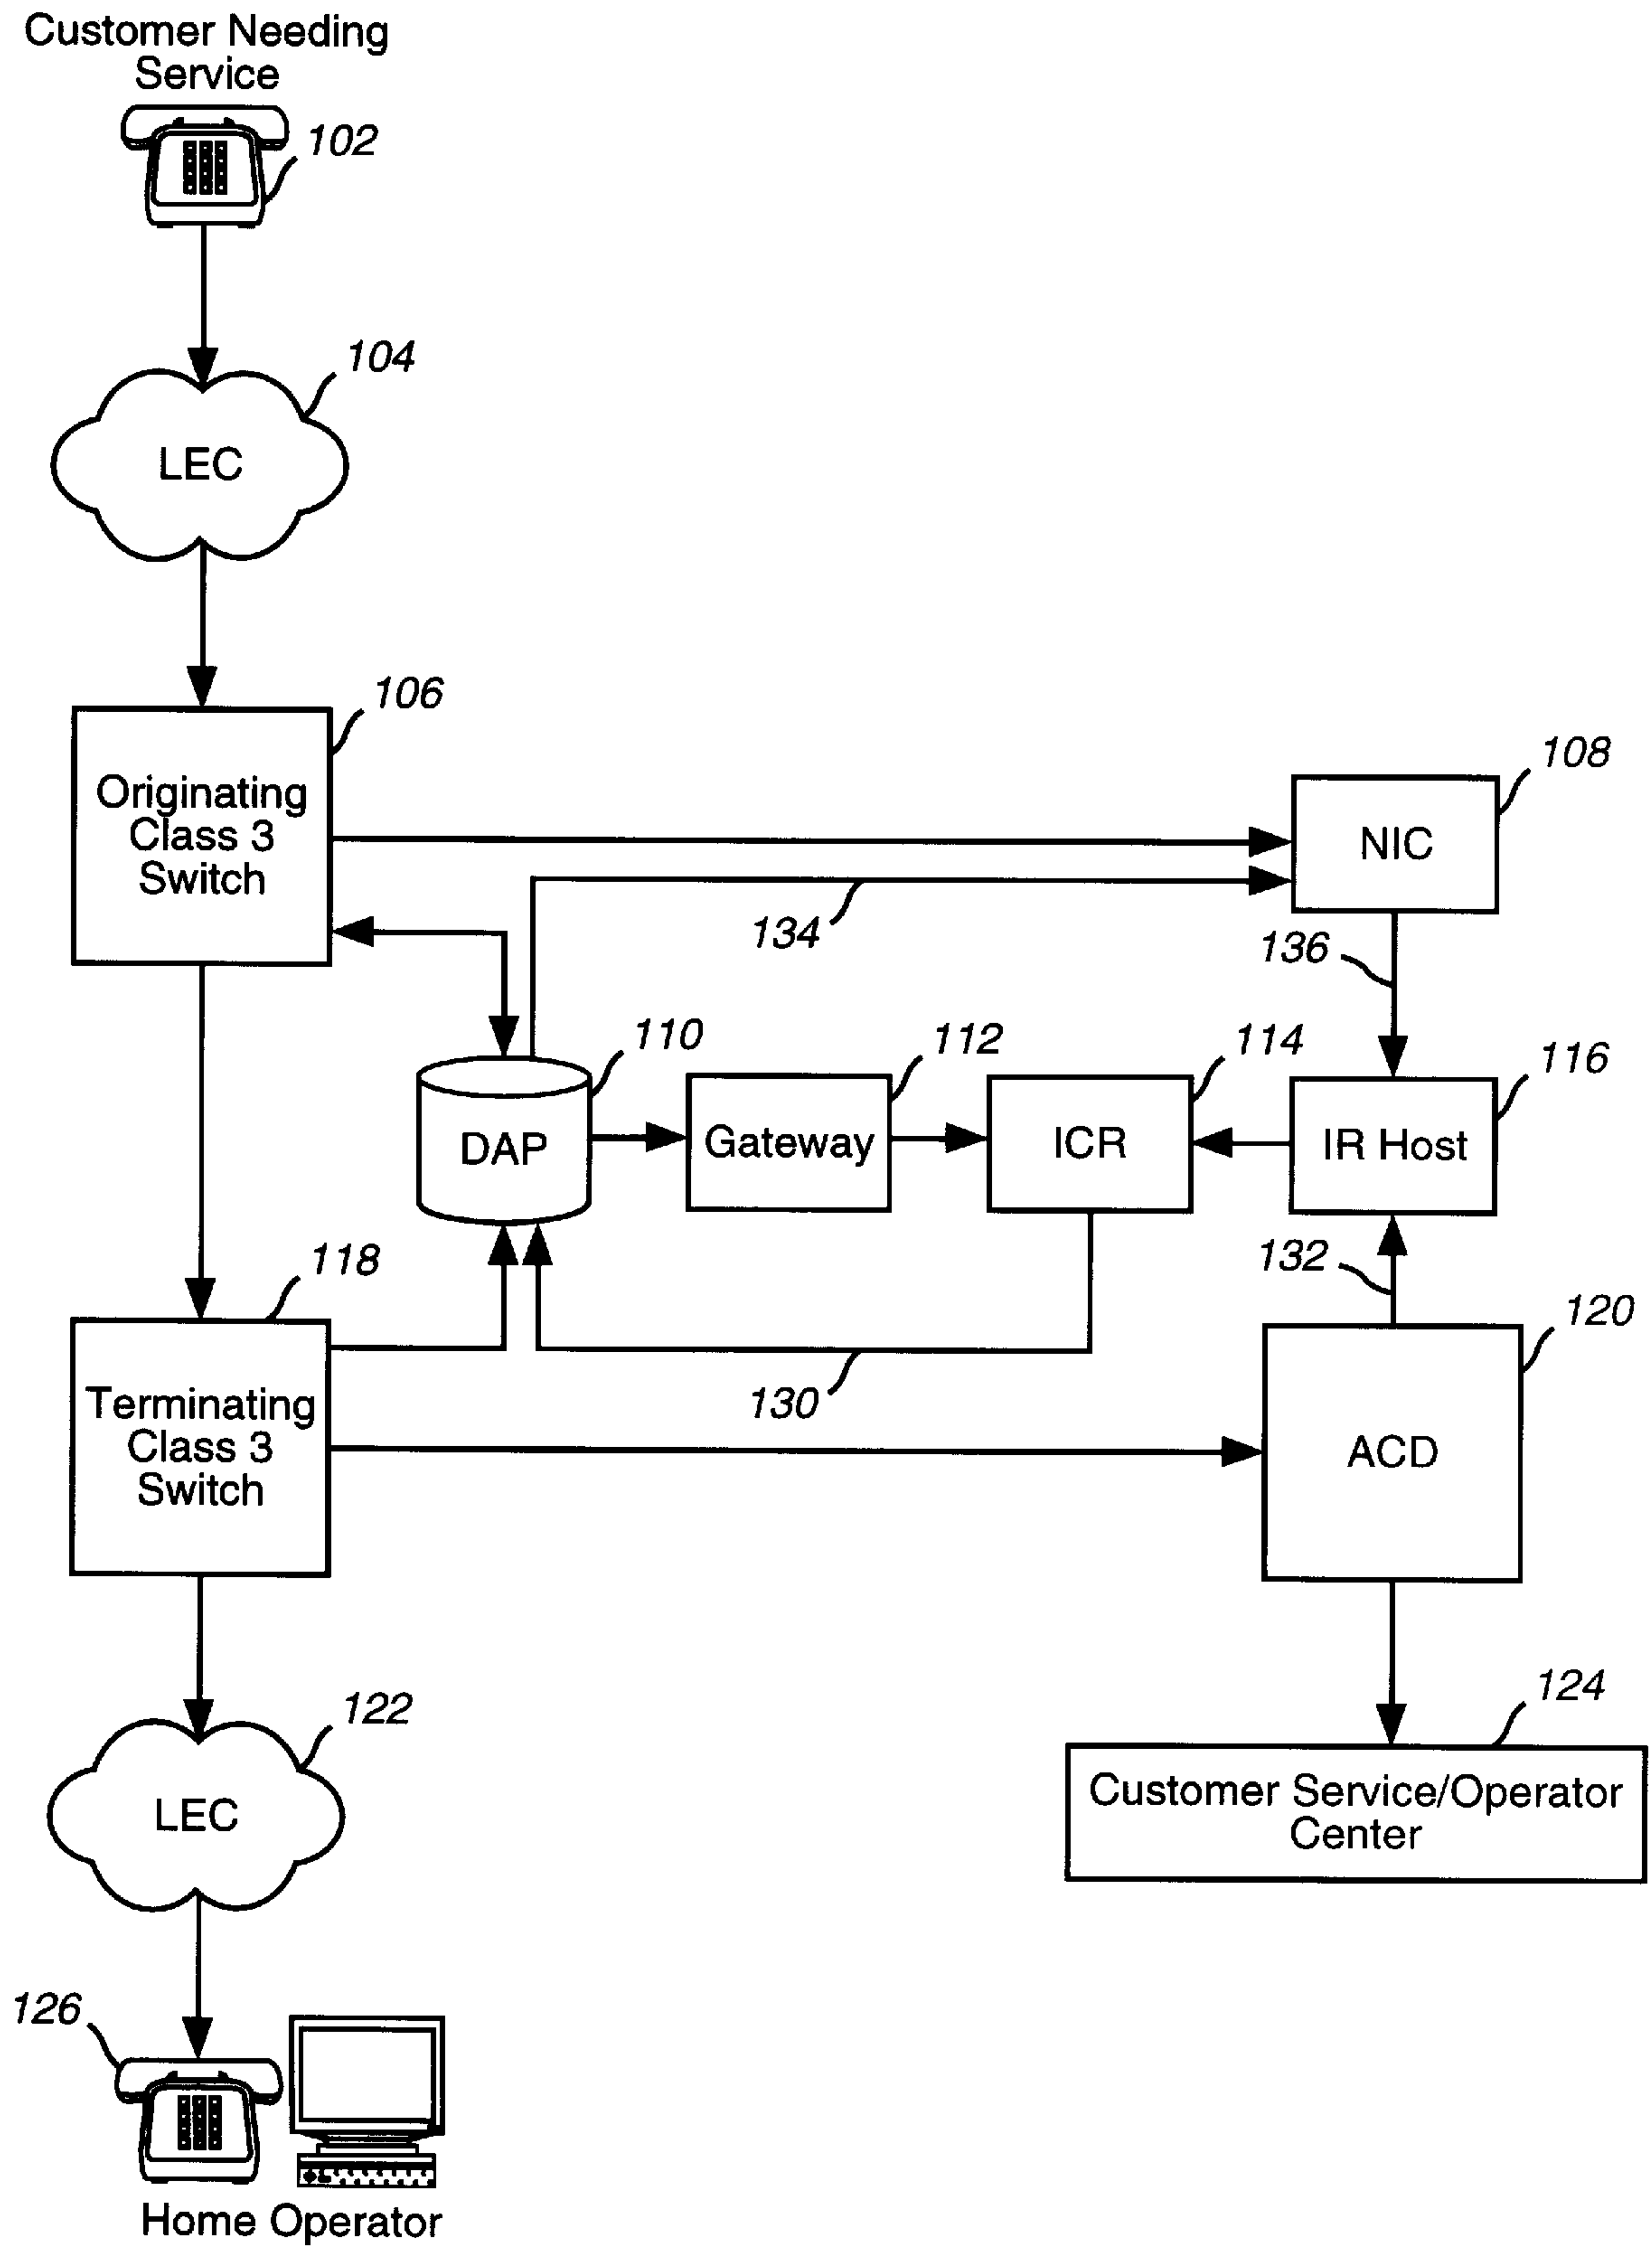 Customer Needing
Service
102
104
LEC
106
Originating
Class 3
Switch
108
NIC
134
136
110
112
114
116
DAP
Gateway
ICR
IR Host
118
132
120
130
Terminating
Class 3
Switch
ACD
122
124
LEC
Customer Service/Operator
Center
126
Home Operator